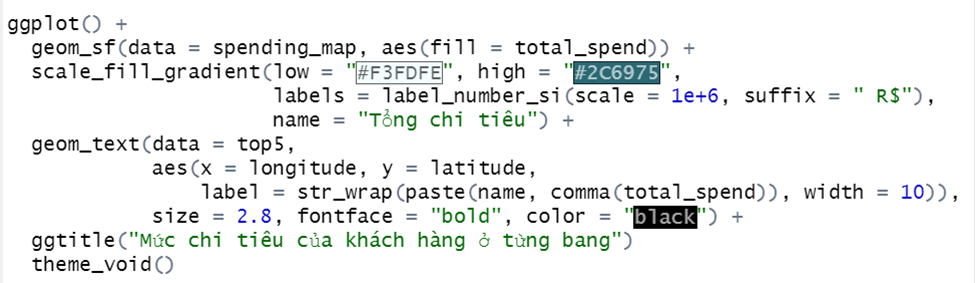 ggplot() +
geom_sf(data = spending_map, aes(fill = total_spend)) +
scale_fill_gradient(low = "#F3FDFE", high = "#2C6975",
labels = label_number_si(scale = 1e+6, suffix = " R$"),
name = "Tổng chi tiêu") +
geom_text(data = top5,
aes(x = longitude, y = latitude,
label = str_wrap(paste(name, comma(total_spend)), width = 10)),
size = 2.8, fontface = "bold", color = "black") +
ggtitle("Mức chi tiêu của khách hàng ở từng bang")
theme_void()